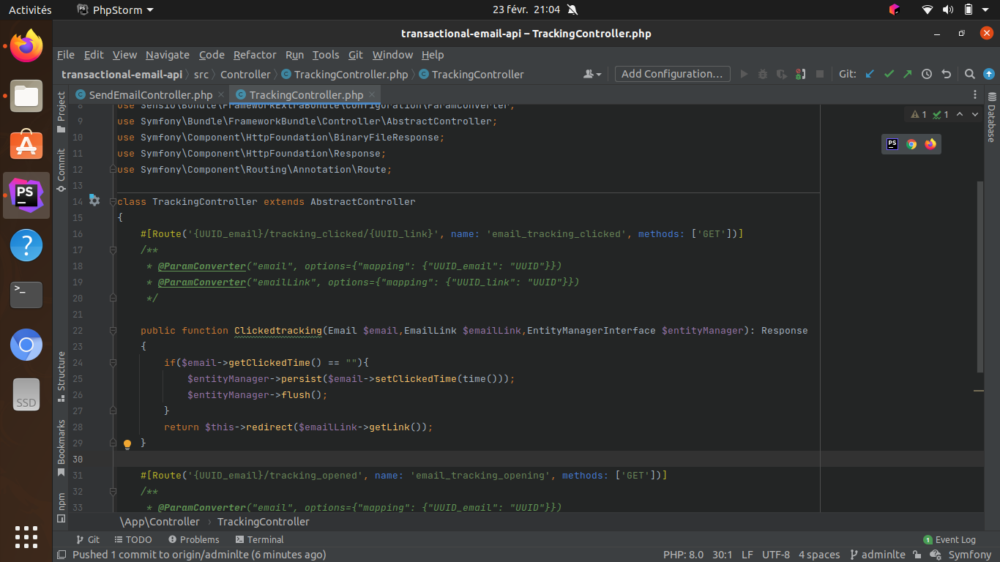 Activités PhpStorm 23 févr. 21:04
transactional-email-api – TrackingController.php
File Edit View Navigate Code Refactor Run Tools Git Window Help
transactional-email-api src Controller TrackingController.php TrackingController Add Configuration... Git:
SendEmailController.php TrackingController.php
8 use Sensio\Bundle\FrameworkExtraBundle\Configuration\ParamConverter;
9 use Symfony\Bundle\FrameworkBundle\Controller\AbstractController;
10 use Symfony\Component\HttpFoundation\BinaryFileResponse;
11 use Symfony\Component\HttpFoundation\Response;
12 use Symfony\Component\Routing\Annotation\Route;
13
14 class TrackingController extends AbstractController
15 {
16 #[Route('{UUID_email}/tracking_clicked/{UUID_link}', name: 'email_tracking_clicked', methods: ['GET'])]
17 /**
18 * @ParamConverter("email", options={"mapping": {"UUID_email": "UUID"}})
19 * @ParamConverter("emailLink", options={"mapping": {"UUID_link": "UUID"}})
20 */
21
22 public function Clickedtracking(Email $email,EmailLink $emailLink,EntityManagerInterface $entityManager): Response
23 {
24 if($email->getClickedTime() == ""){
25 $entityManager->persist($email->setClickedTime(time()));
26 $entityManager->flush();
27 }
28 return $this->redirect($emailLink->getLink());
29 }
30
31 #[Route('{UUID_email}/tracking_opened', name: 'email_tracking_opening', methods: ['GET'])]
32 /**
33 * @ParamConverter("email", options={"mapping": {"UUID_email": "UUID"}})
1 1
PS
Project
Commit
Structure
Bookmarks
npm
Database
PS
>_
?
SSD
\App\Controller TrackingController
Git TODO Problems Terminal 1 Event Log
Pushed 1 commit to origin/adminlte (6 minutes ago) PHP: 8.0 30:1 LF UTF-8 4 spaces adminlte Symfony